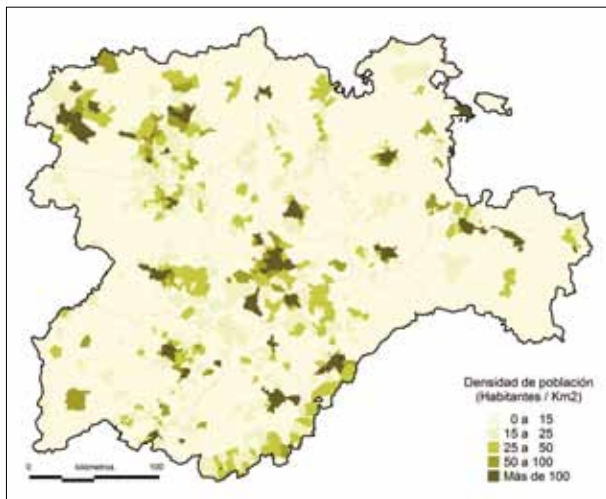 Densidad de población
(Habitantes / Km2)
0 a 15
15 a 25
25 a 50
50 a 100
Más de 100
0 kilómetros 100